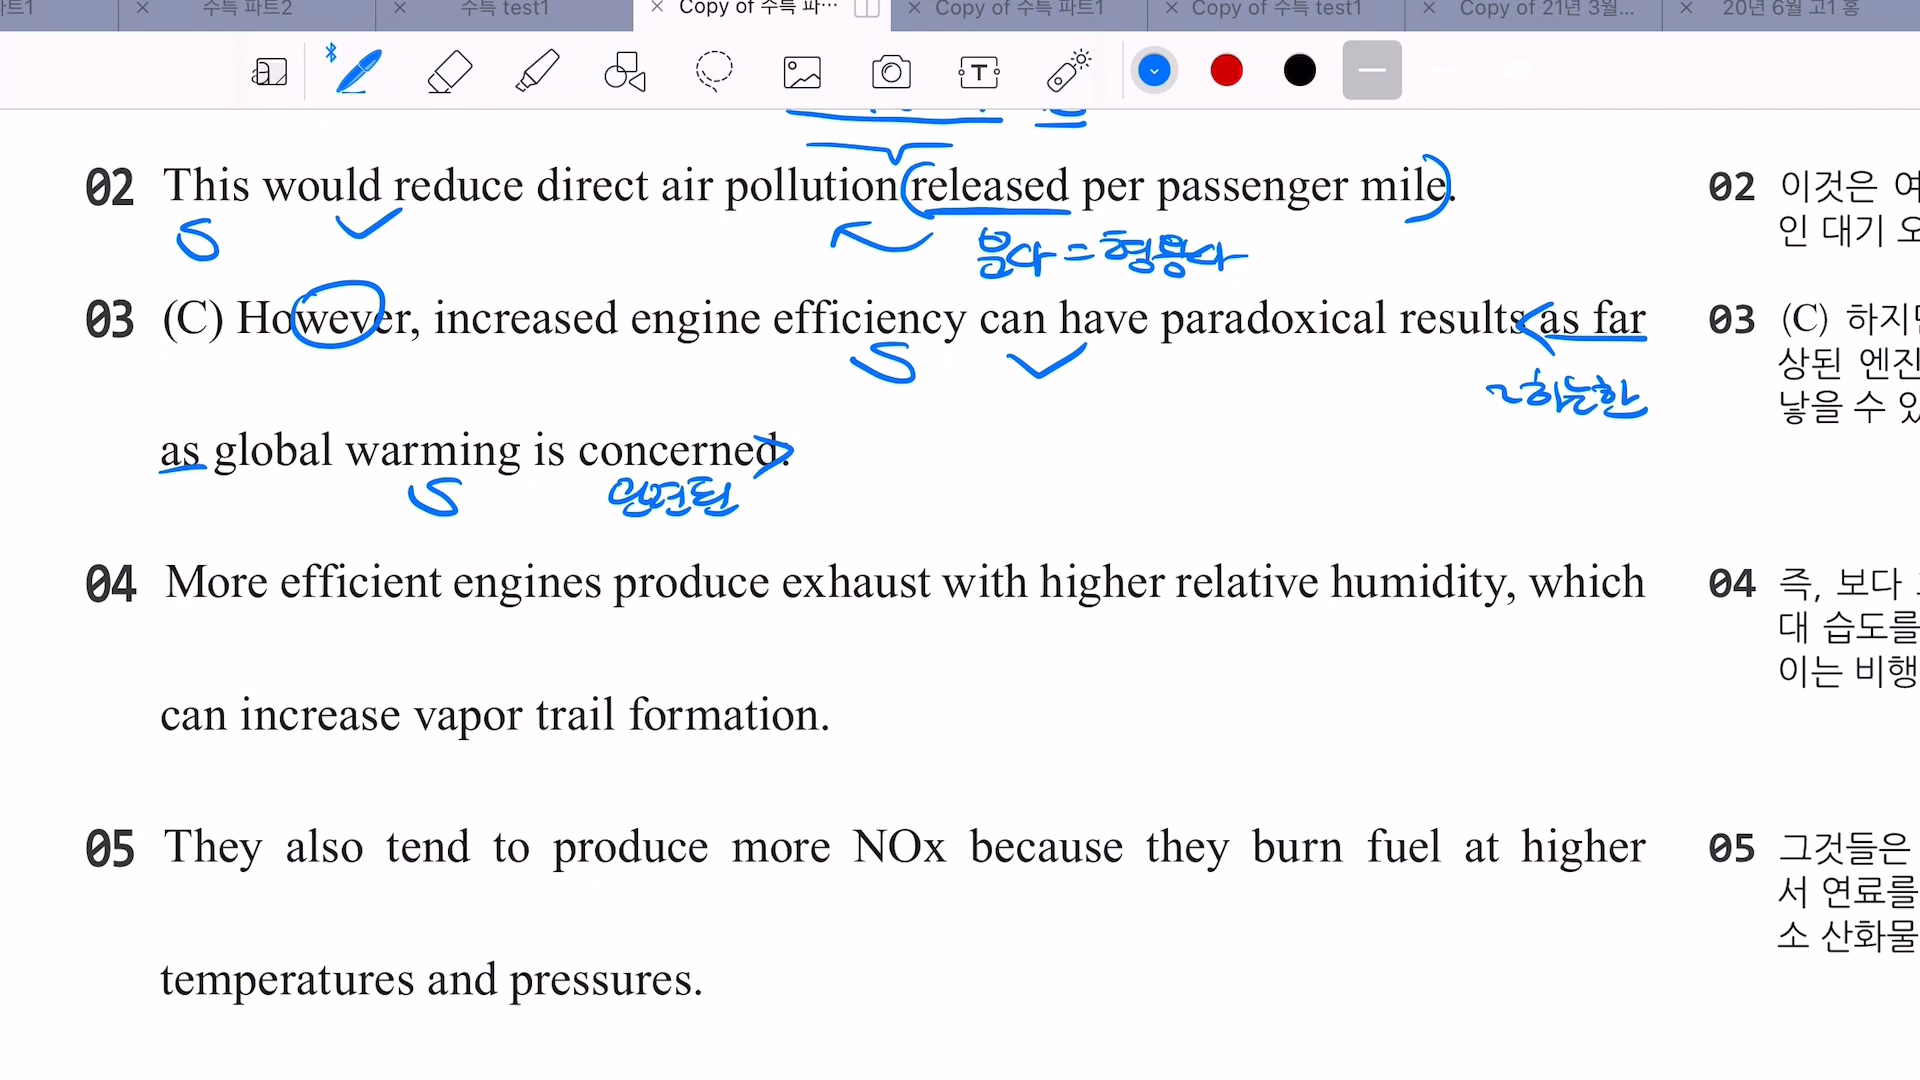 파트1
수특 파트2
수특 test1
Copy of 수특 파…
Copy of 수특 파트1
Copy of 수특 test1
Copy of 21년 3월...
20년 6월 고1 홍
02 This would reduce direct air pollution (released per passenger mile).
S
분사 = 형용사
03 (C) However, increased engine efficiency can have paradoxical results <as far
S
~하는한
as global warming is concerned.>
S
04 More efficient engines produce exhaust with higher relative humidity, which
can increase vapor trail formation.
05 They also tend to produce more NOx because they burn fuel at higher
temperatures and pressures.
02 이것은 여
인 대기 오
03 (C) 하지만
상된 엔진
낳을 수 있
04 즉, 보다
대 습도를
이는 비행
05 그것들은
서 연료를
소 산화물